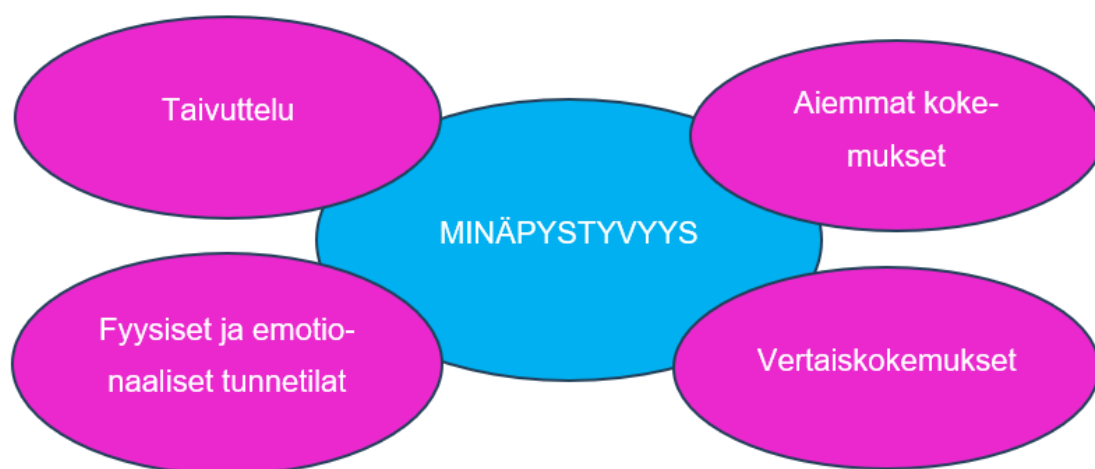 Taivuttelu
Aiemmat koke-
mukset
MINÄPYSTYVYYS
Fyysiset ja emotio-
naaliset tunnetilat
Vertaiskokemukset